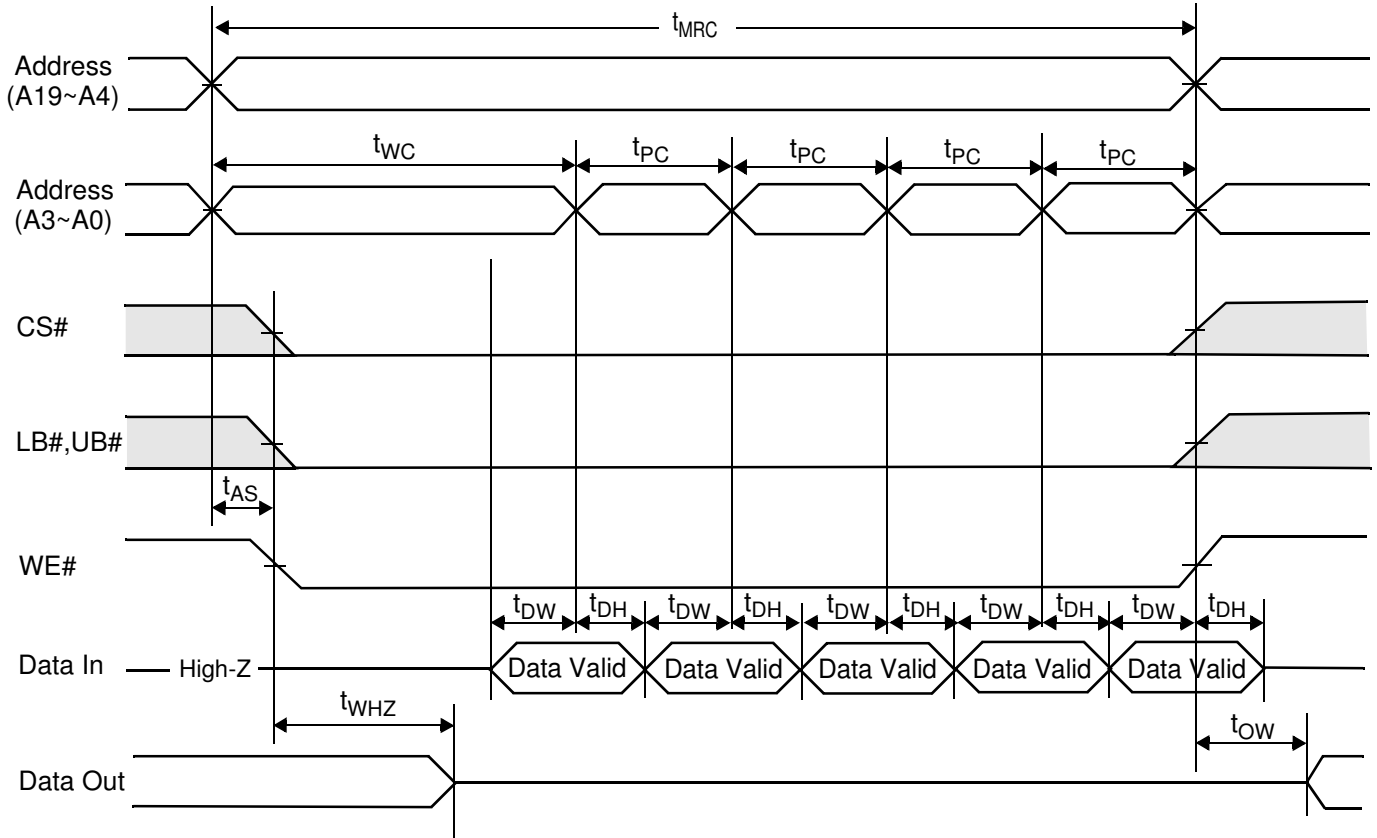 tMRC
Address
(A19~A4)
tWC tPC tPC tPC tPC
Address
(A3~A0)
CS#
LB#,UB#
tAS
WE#
tDW tDH tDW tDH tDW tDH tDW tDH tDW tDH
Data In High-Z Data Valid Data Valid Data Valid Data Valid Data Valid
tWHZ
tOW
Data Out